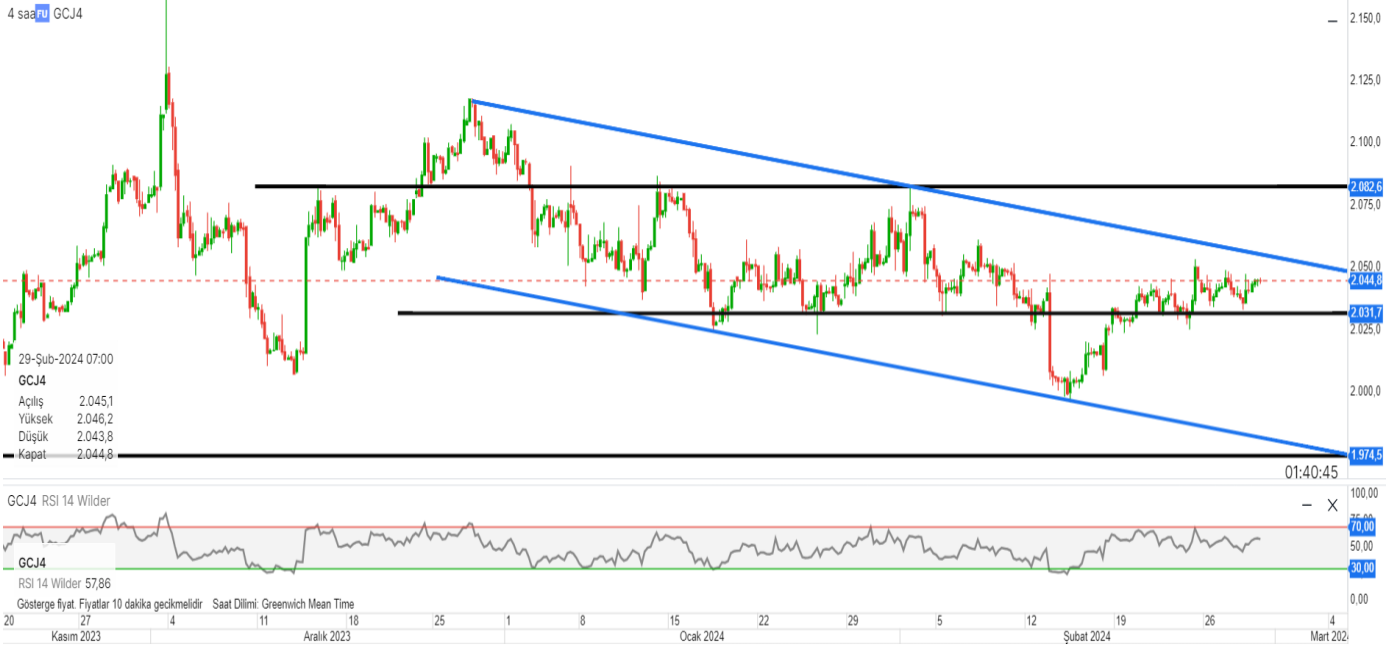 4 saa FU GCJ4
2.150,0
2.125,0
2.100,0
2.082,6
2.075,0
2.050,0
2.044,8
2.031,7
2.025,0
2.000,0
1.974,5
29-Şub-2024 07:00
GCJ4
Açılış 2.045,1
Yüksek 2.046,2
Düşük 2.043,8
Kapat 2.044,8
01:40:45
GCJ4 RSI 14 Wilder
100,00
75,00
70,00
50,00
30,00
0,00
GCJ4
RSI 14 Wilder 57,86
Gösterge fiyat. Fiyatlar 10 dakika gecikmelidir Saat Dilimi: Greenwich Mean Time
20 27 4 11 18 25 1 8 15 22 29 5 12 19 26 4
Kasım 2023 Aralık 2023 Ocak 2024 Şubat 2024 Mart 2024